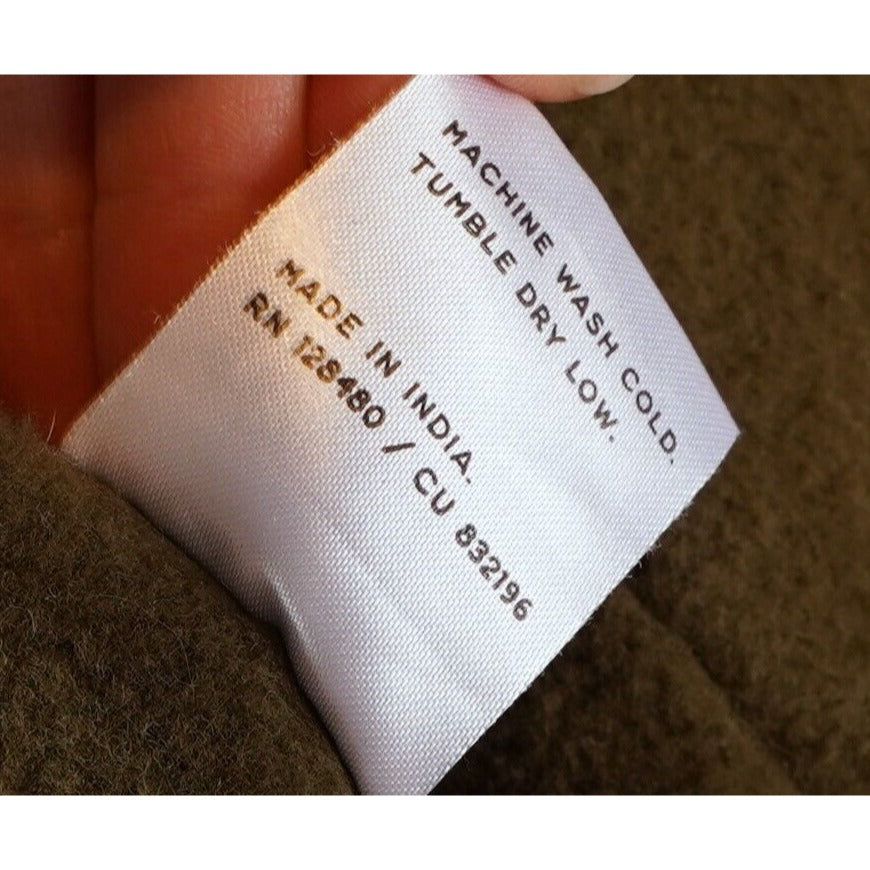 MACHINE WASH COLD.
TUMBLE DRY LOW.
MADE IN INDIA.
RN 128480 / CU 832196